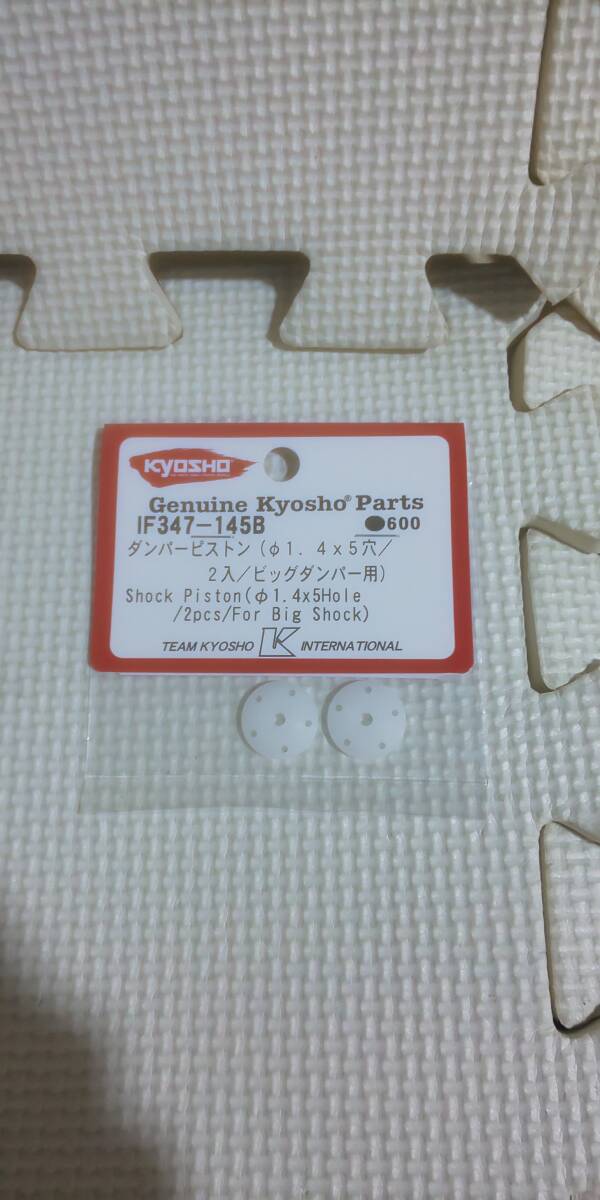 KYOSHO
Genuine Kyosho® Parts
IF347-145B ●600
ダンパーピストン(φ1.4x5穴/
2入/ビッグダンパー用)
Shock Piston(φ1.4x5Hole
/2pcs/For Big Shock)
TEAM KYOSHO K INTERNATIONAL